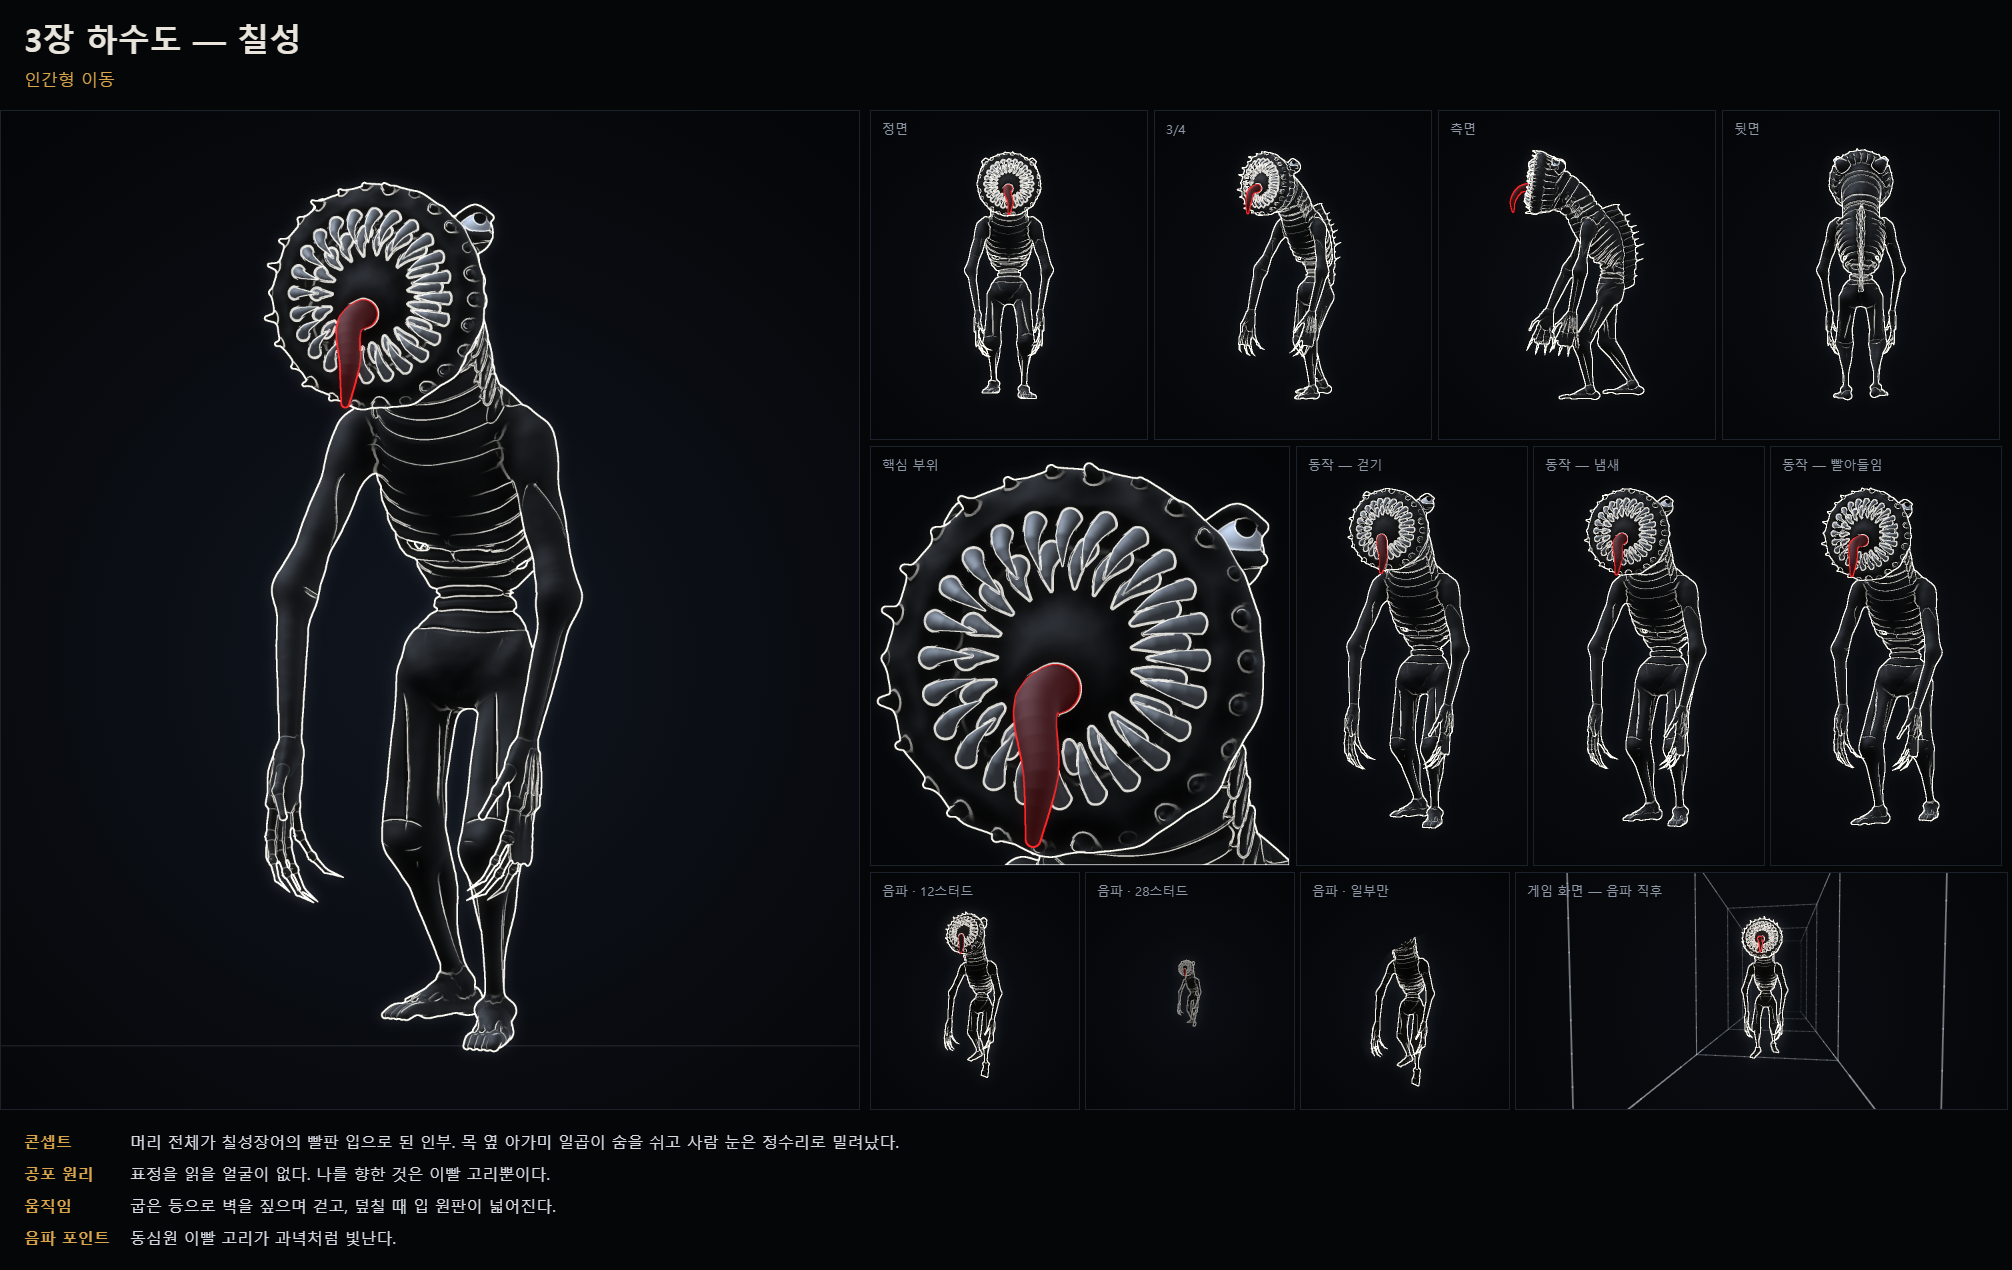 3장 하수도 — 칠성
인간형 이동
정면
3/4
측면
뒷면
핵심 부위
동작 — 걷기
동작 — 냄새
동작 — 빨아들임
음파 · 12스터드
음파 · 28스터드
음파 · 일부만
게임 화면 — 음파 직후
콘셉트 머리 전체가 칠성장어의 빨판 입으로 된 인부. 목 옆 아가미 일곱이 숨을 쉬고 사람 눈은 정수리로 밀려났다.
공포 원리 표정을 읽을 얼굴이 없다. 나를 향한 것은 이빨 고리뿐이다.
움직임 굽은 등으로 벽을 짚으며 걷고, 덮칠 때 입 원판이 넓어진다.
음파 포인트 동심원 이빨 고리가 과녁처럼 빛난다.